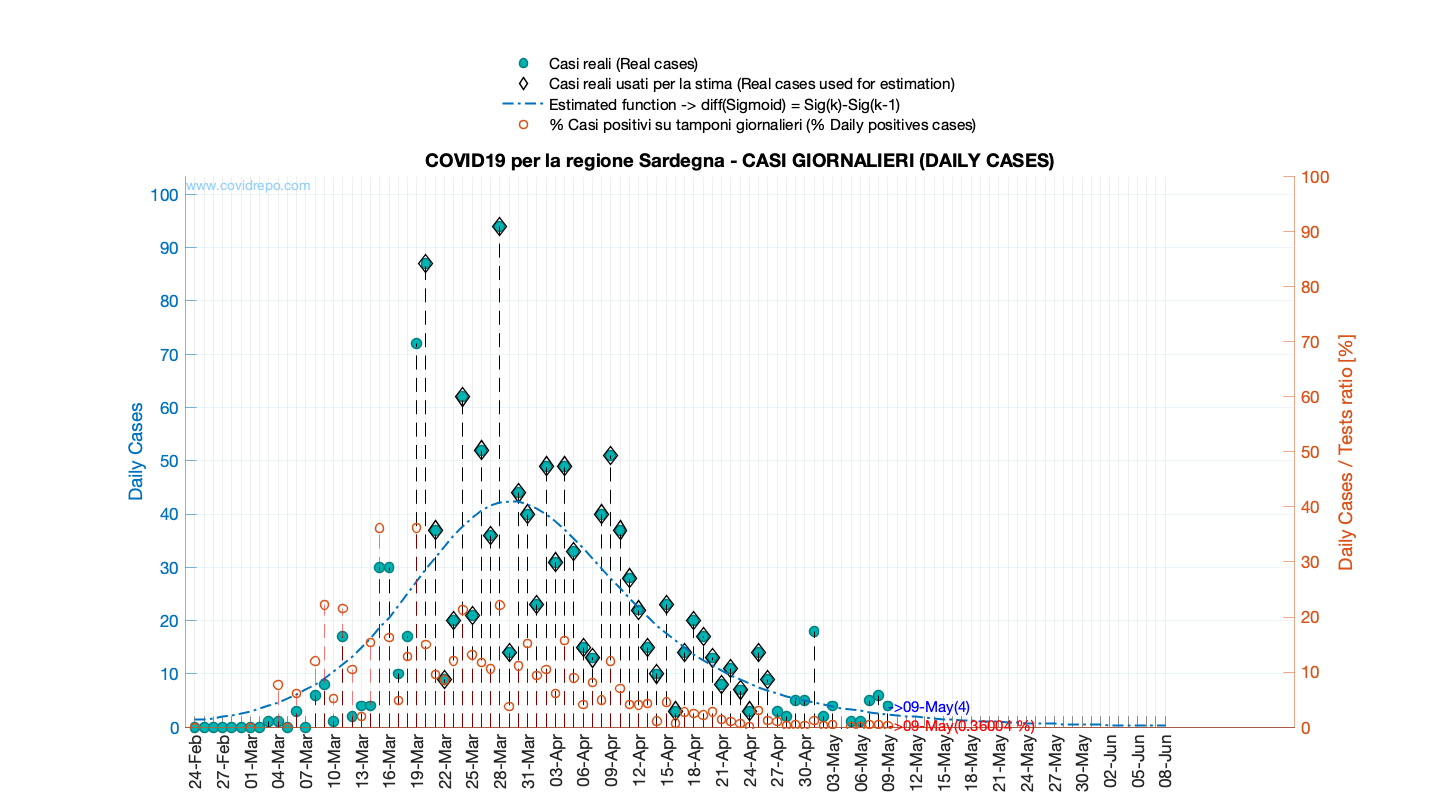 Casi reali (Real cases)
Casi reali usati per la stima (Real cases used for estimation)
Estimated function -> diff(Sigmoid) = Sig(k)-Sig(k-1)
% Casi positivi su tamponi giornalieri (% Daily positives cases)
COVID19 per la regione Sardegna - CASI GIORNALIERI (DAILY CASES)
www.covidrepo.com
100
90
80
70
60
50
40
30
20
10
0
Daily Cases
100
90
80
70
60
50
40
30
20
10
0
Daily Cases / Tests ratio [%]
->09-May(4)
->09-May(0.36004 %)
24-Feb
27-Feb
01-Mar
04-Mar
07-Mar
10-Mar
13-Mar
16-Mar
19-Mar
22-Mar
25-Mar
28-Mar
31-Mar
03-Apr
06-Apr
09-Apr
12-Apr
15-Apr
18-Apr
21-Apr
24-Apr
27-Apr
30-Apr
03-May
06-May
09-May
12-May
15-May
18-May
21-May
24-May
27-May
30-May
02-Jun
05-Jun
08-Jun